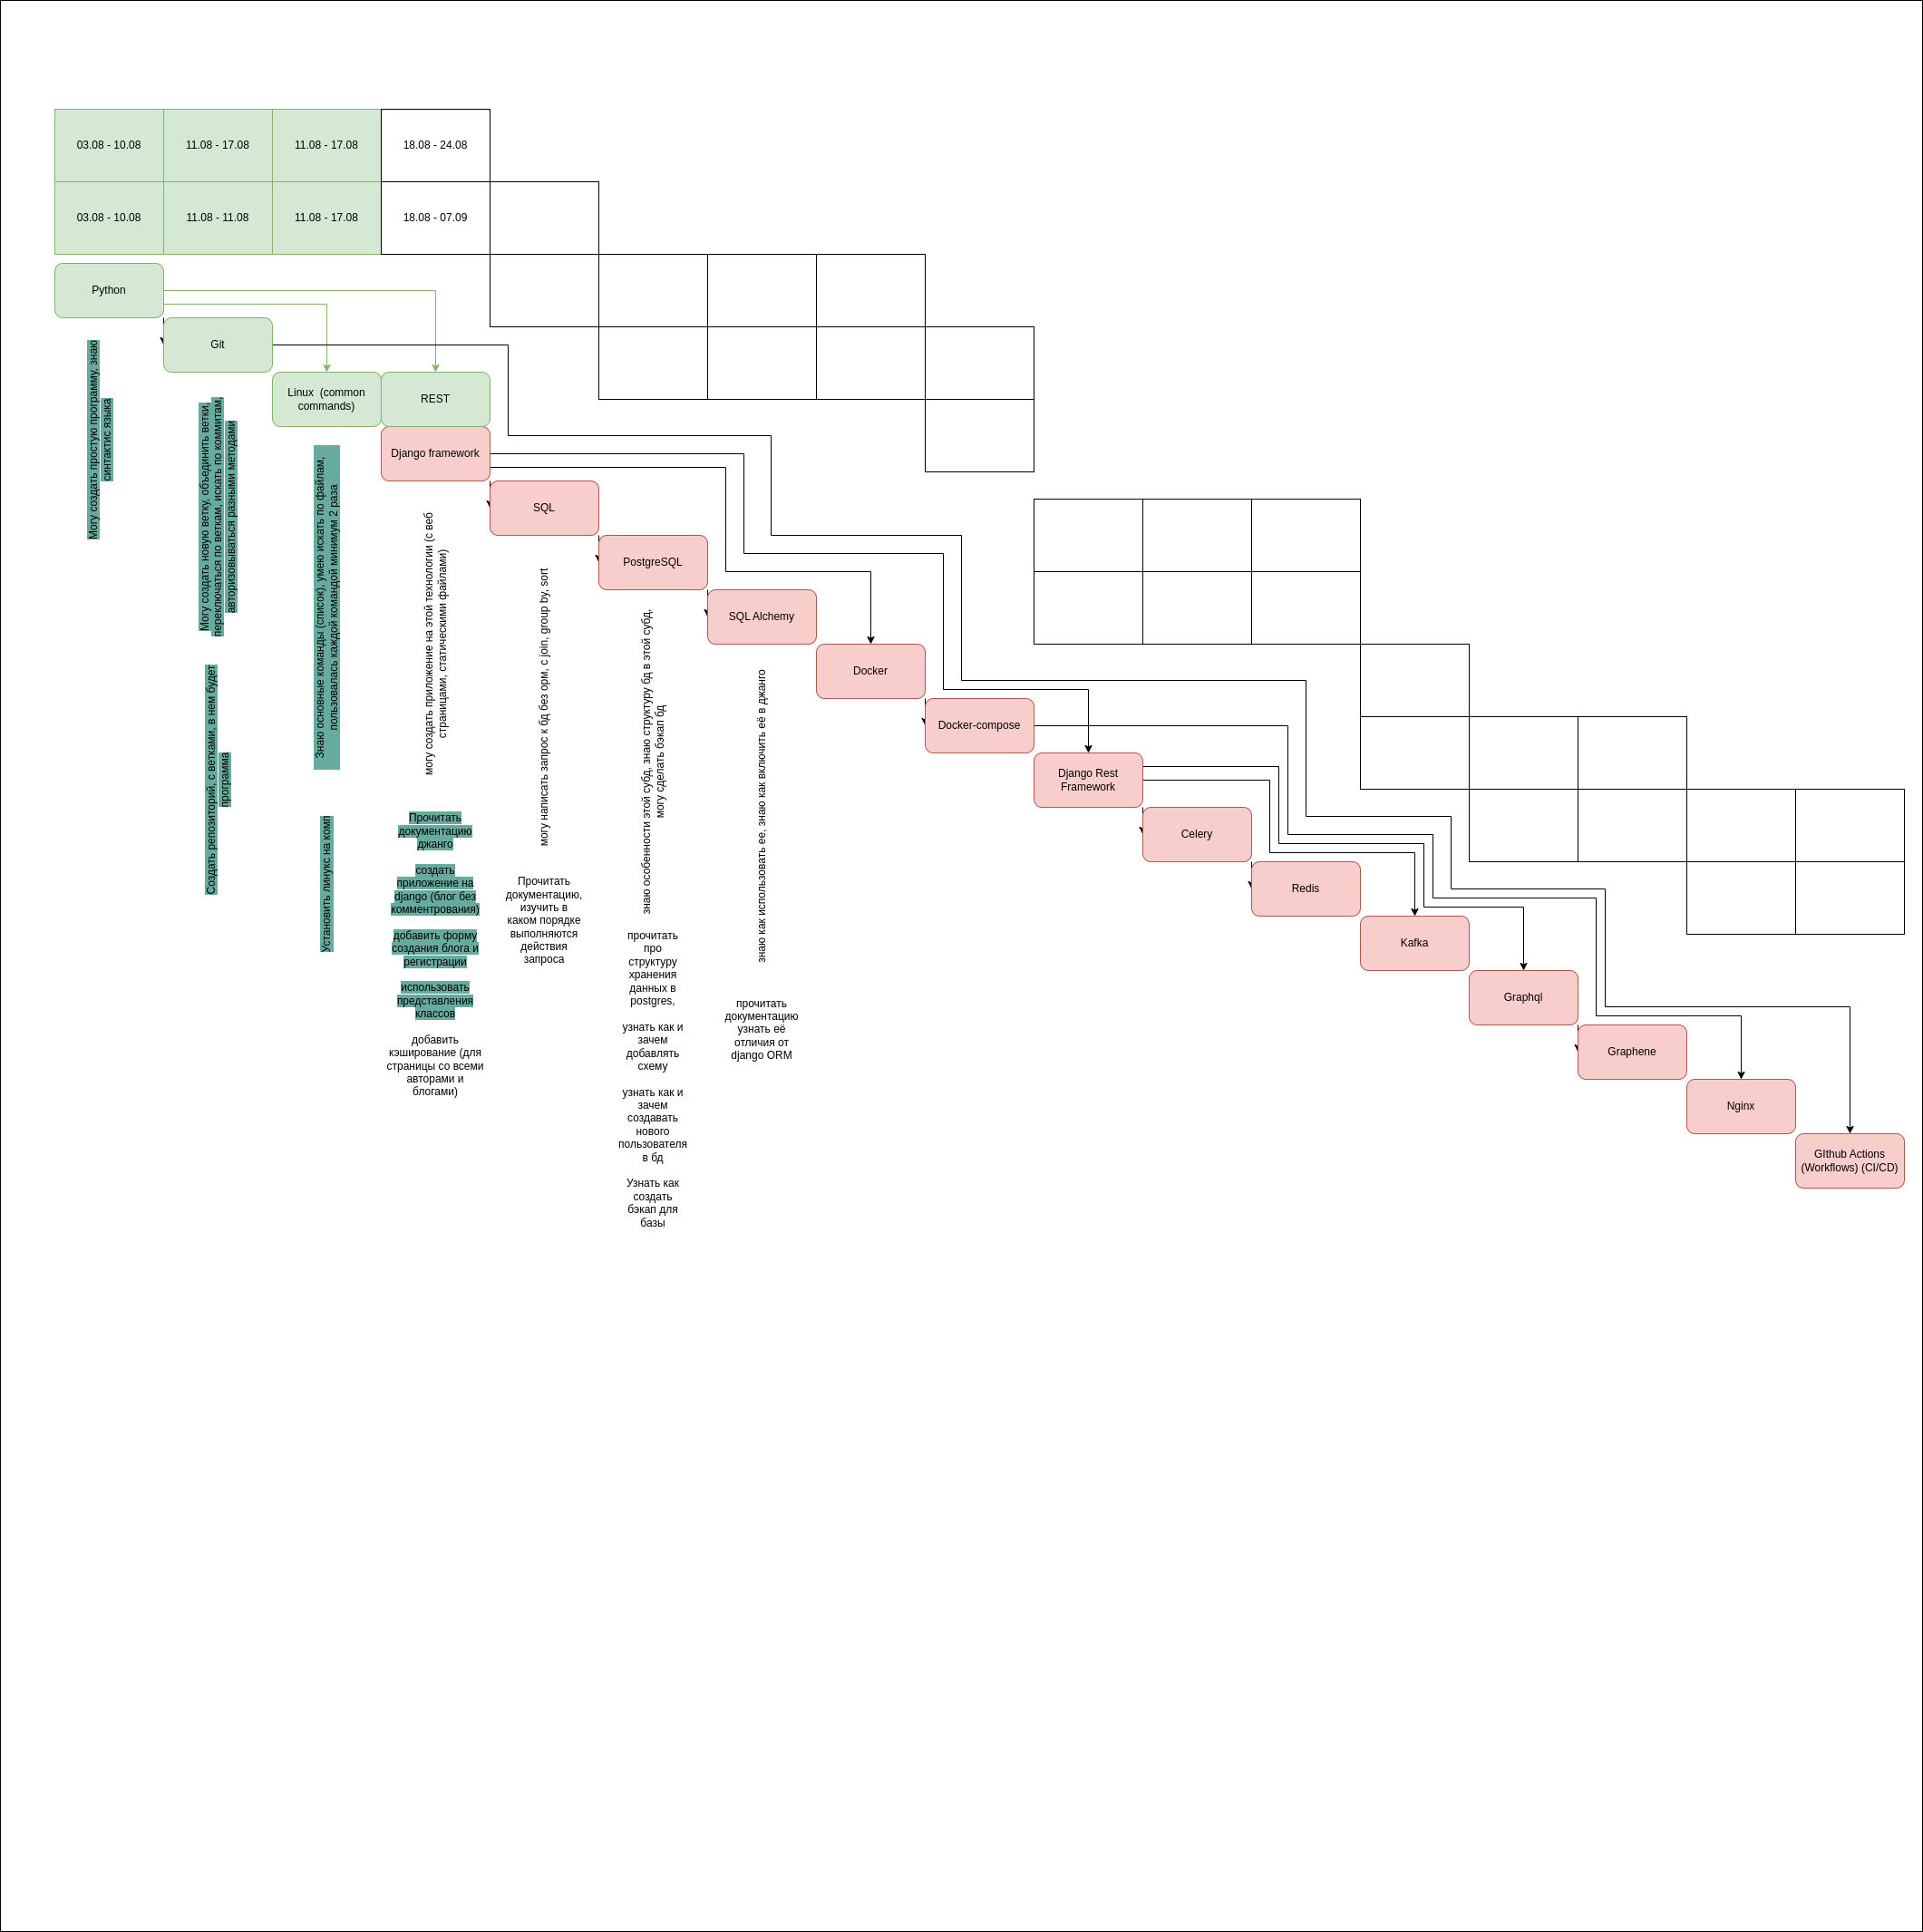 03.08 - 10.08
11.08 - 17.08
11.08 - 17.08
18.08 - 24.08
03.08 - 10.08
11.08 - 11.08
11.08 - 17.08
18.08 - 07.09
Python
Git
Linux (common
commands)
REST
Django framework
SQL
PostgreSQL
SQL Alchemy
Docker
Docker-compose
Django Rest
Framework
Celery
Redis
Kafka
Graphql
Graphene
Nginx
GIthub Actions
(Workflows) (CI/CD)
Могу создать простую программу, знаю
синтактис языка
Могу создать новую ветку, объединить ветки,
переключаться по веткам, искать по коммитам,
авторизовываться разными методами
Создать репозиторий, с ветками, в нем будет
программа
Знаю основные команды (список), умею искать по файлам,
пользовалась каждой командой минимум 2 раза
Установить линукс на комп
могу создать приложение на этой технологии (с веб
страницами, статическими файлами)
Прочитать
документацию
джанго
создать
приложение на
django (блог без
комментрования)
добавить форму
создания блога и
регистрации
использовать
представления
классов
добавить
кэширование (для
страницы со всеми
авторами и
блогами)
могу написать запрос к бд без орм, с join, group by, sort
Прочитать
документацию,
изучить в
каком порядке
выполняются
действия
запроса
знаю особенности этой субд, знаю структуру бд в этой субд,
могу сделать бэкап бд
прочитать
про
структуру
хранения
данных в
postgres,
узнать как и
зачем
добавлять
схему
узнать как и
зачем
создавать
нового
пользователя
в бд
Узнать как
создать
бэкап для
базы
знаю как использовать ее, знаю как включить её в джанго
прочитать
документацию
узнать её
отличия от
django ORM